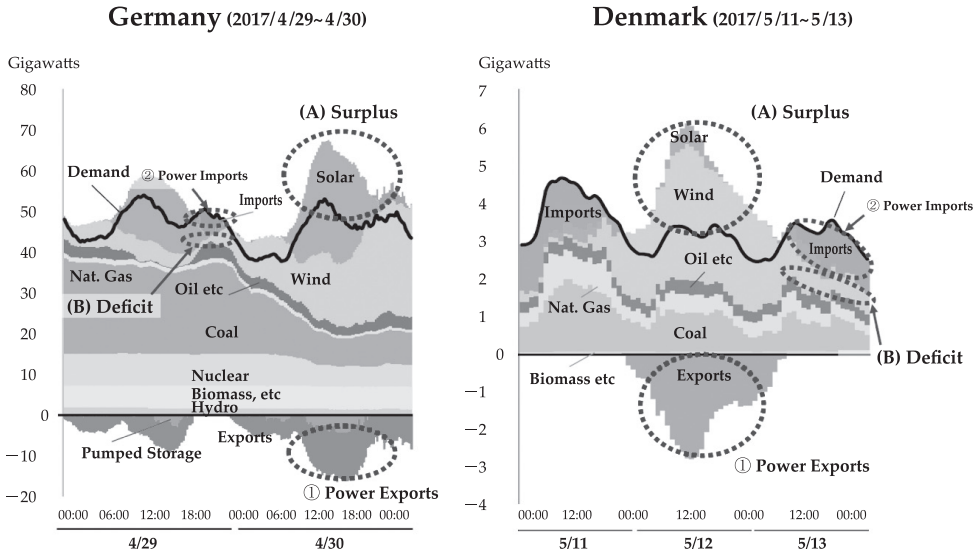 Germany (2017/4/29~4/30)
Gigawatts
80
70
60
50
40
30
20
10
0
−10
−20
(A) Surplus
Demand
② Power Imports
Imports
Solar
Nat. Gas
Oil etc
Wind
(B) Deficit
Coal
Nuclear
Biomass, etc
Hydro
Exports
Pumped Storage
① Power Exports
00:00 06:00 12:00 18:00 00:00 06:00 12:00 18:00 00:00
4/29 4/30
Denmark (2017/5/11~5/13)
Gigawatts
7
6
5
4
3
2
1
0
−1
−2
−3
−4
(A) Surplus
Solar
Wind
Demand
② Power Imports
Imports
Imports
Oil etc
Nat. Gas
Coal
(B) Deficit
Biomass etc
Exports
① Power Exports
00:00 12:00 00:00 12:00 00:00 12:00 00:00
5/11 5/12 5/13